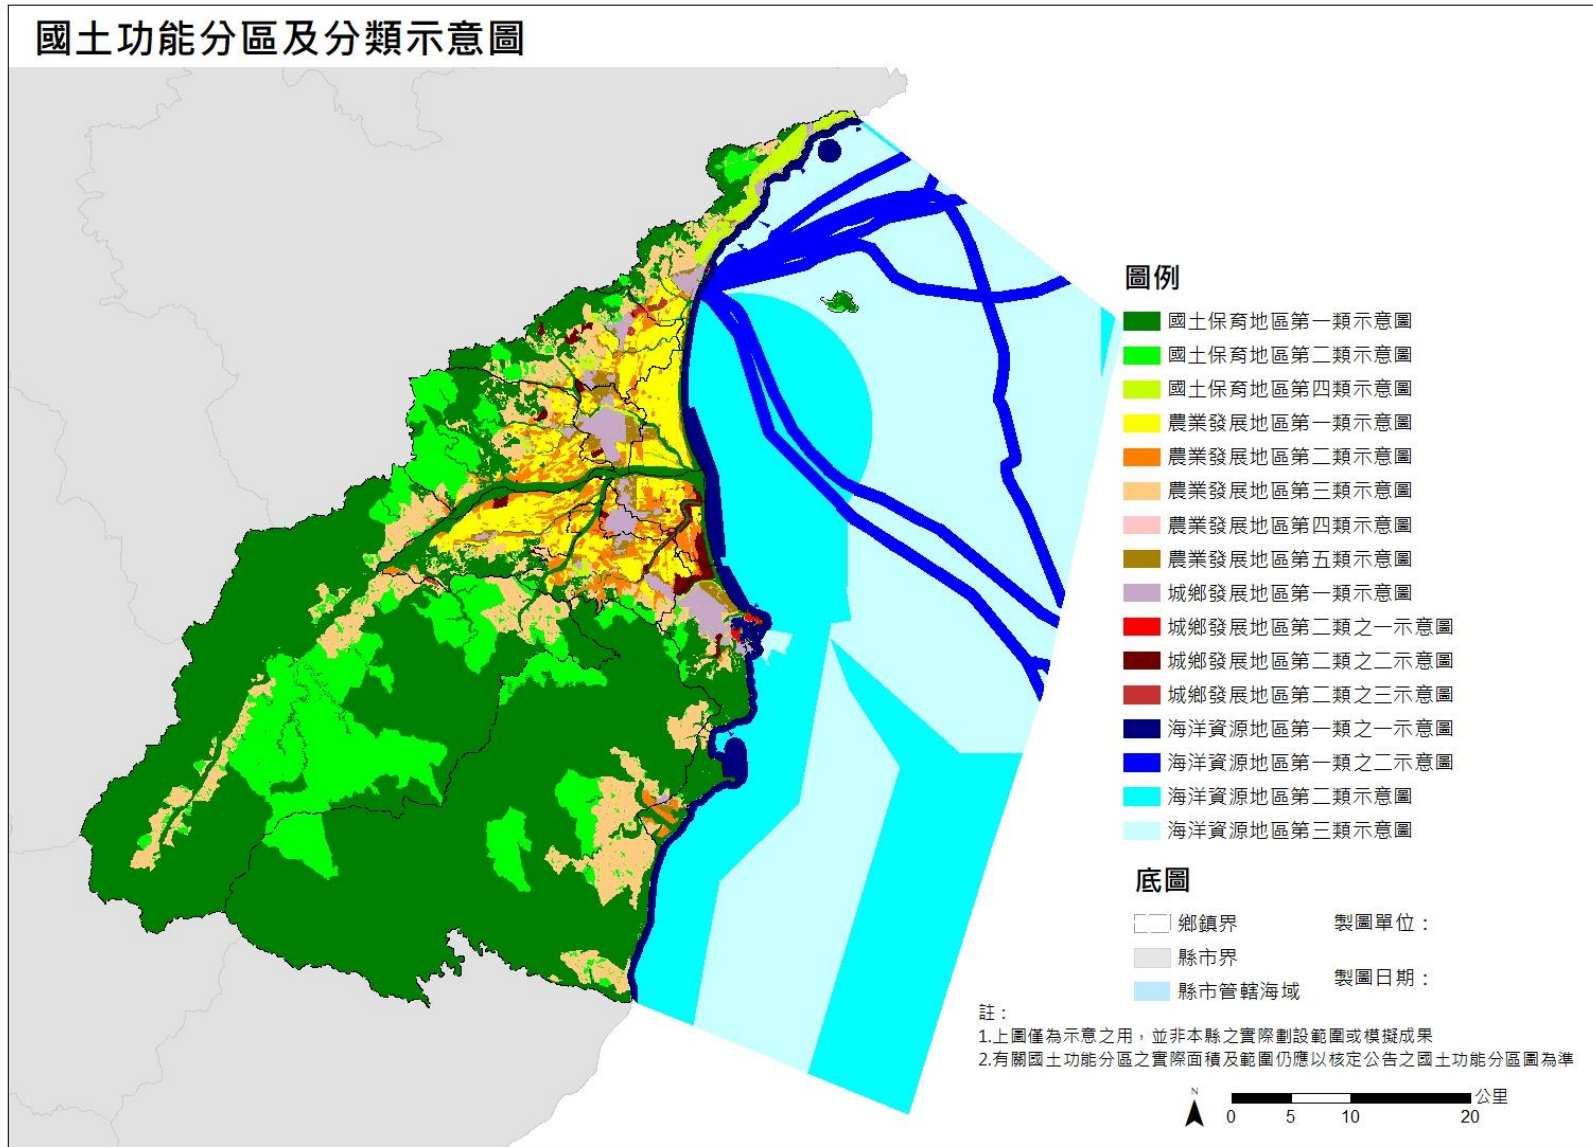 國土功能分區及分類示意圖
圖例
國土保育地區第一類示意圖
國土保育地區第二類示意圖
國土保育地區第四類示意圖
農業發展地區第一類示意圖
農業發展地區第二類示意圖
農業發展地區第三類示意圖
農業發展地區第四類示意圖
農業發展地區第五類示意圖
城鄉發展地區第一類示意圖
城鄉發展地區第二類之一示意圖
城鄉發展地區第二類之二示意圖
城鄉發展地區第二類之三示意圖
海洋資源地區第一類之一示意圖
海洋資源地區第一類之二示意圖
海洋資源地區第二類示意圖
海洋資源地區第三類示意圖
底圖
鄉鎮界 製圖單位：
縣市界
縣市管轄海域 製圖日期：
註：
1.上圖僅為示意之用，並非本縣之實際劃設範圍或模擬成果
2.有關國土功能分區之實際面積及範圍仍應以核定公告之國土功能分區圖為準
N
公里
0 5 10 20